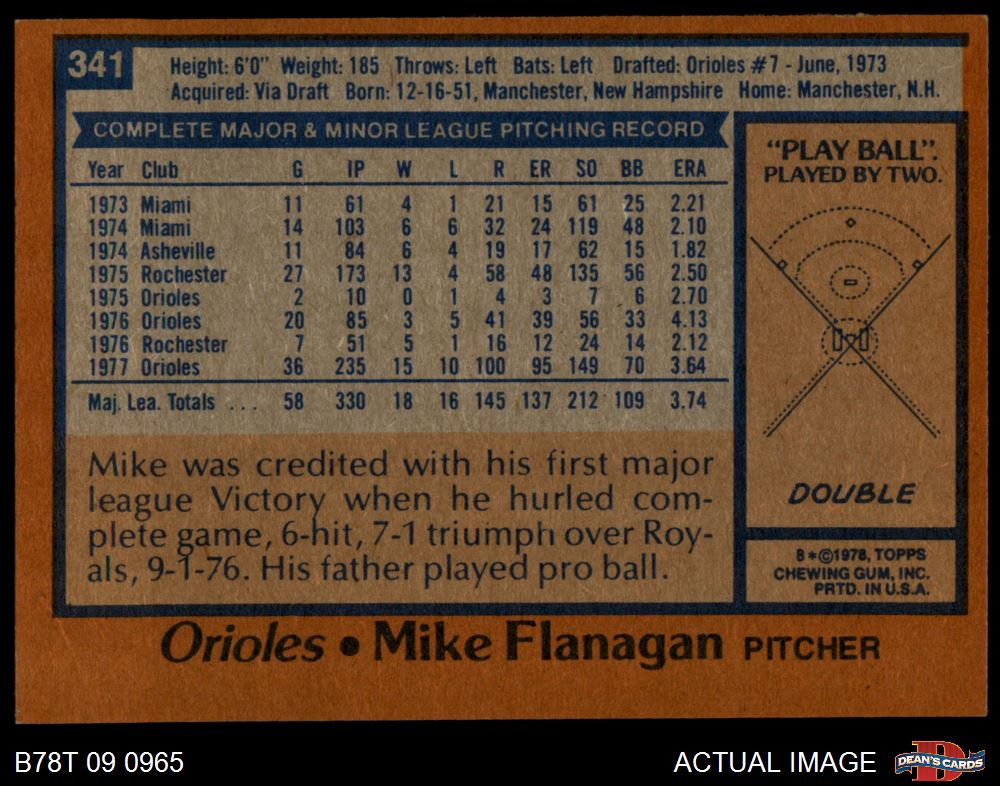 341
Height: 6'0" Weight: 185 Throws: Left Bats: Left Drafted: Orioles #7 - June, 1973
Acquired: Via Draft Born: 12-16-51, Manchester, New Hampshire Home: Manchester, N.H.
COMPLETE MAJOR & MINOR LEAGUE PITCHING RECORD
Year Club G IP W L R ER SO BB ERA
1973 Miami 11 61 4 1 21 15 61 25 2.21
1974 Miami 14 103 6 6 32 24 119 48 2.10
1974 Asheville 11 84 6 4 19 17 62 15 1.82
1975 Rochester 27 173 13 4 58 48 135 56 2.50
1975 Orioles 2 10 0 1 4 3 7 6 2.70
1976 Orioles 20 85 3 5 41 39 56 33 4.13
1976 Rochester 7 51 5 1 16 12 24 14 2.12
1977 Orioles 36 235 15 10 100 95 149 70 3.64
Maj. Lea. Totals ... 58 330 18 16 145 137 212 109 3.74
Mike was credited with his first major
league Victory when he hurled com-
plete game, 6-hit, 7-1 triumph over Roy-
als, 9-1-76. His father played pro ball.
"PLAY BALL".
PLAYED BY TWO.
DOUBLE
B*©1978, TOPPS
CHEWING GUM, INC.
PRTD. IN U.S.A.
Orioles • Mike Flanagan PITCHER
B78T 09 0965
ACTUAL IMAGE
D
DEAN'S CARDS